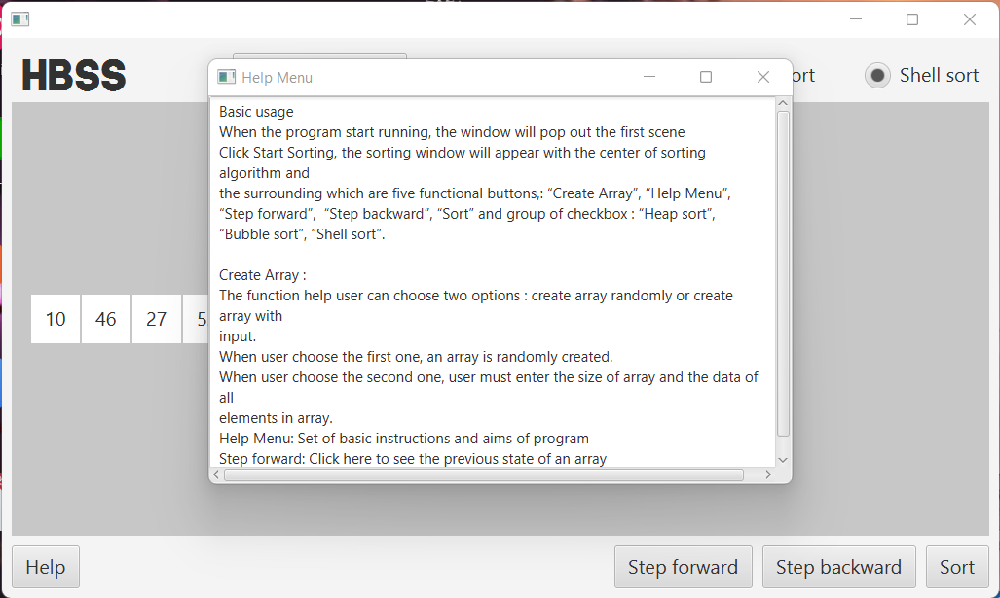 HBSS
ort
Shell sort
Help Menu
Basic usage
When the program start running, the window will pop out the first scene
Click Start Sorting, the sorting window will appear with the center of sorting
algorithm and
the surrounding which are five functional buttons,: “Create Array”, “Help Menu”,
“Step forward”,  “Step backward”, “Sort” and group of checkbox : “Heap sort”,
“Bubble sort”, “Shell sort”.
Create Array :
The function help user can choose two options : create array randomly or create
array with
input.
When user choose the first one, an array is randomly created.
When user choose the second one, user must enter the size of array and the data of
all
elements in array.
Help Menu: Set of basic instructions and aims of program
Step forward: Click here to see the previous state of an array
10 46 27 5
Help
Step forward
Step backward
Sort